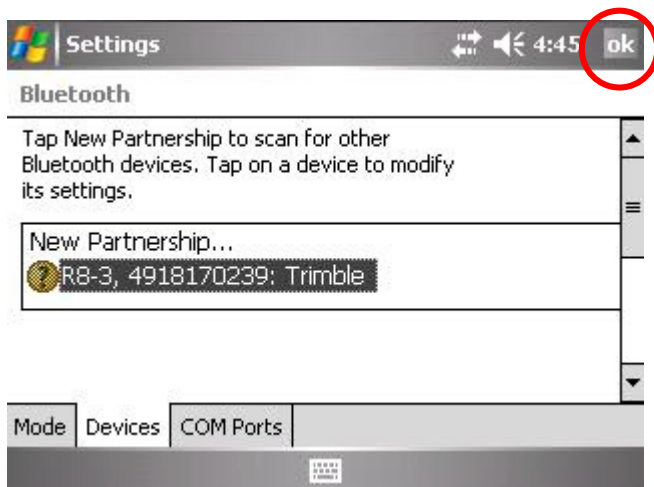 Settings 4:45 ok
Bluetooth
Tap New Partnership to scan for other
Bluetooth devices. Tap on a device to modify
its settings.
New Partnership...
R8-3, 4918170239: Trimble
Mode Devices COM Ports